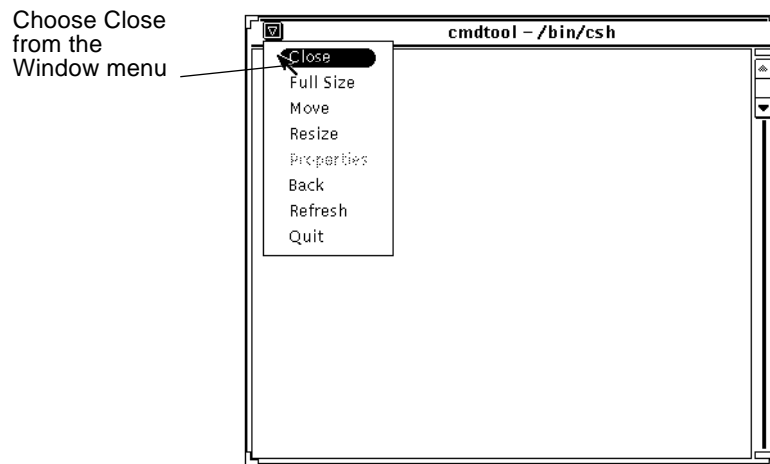 Choose Close
from the
Window menu
cmdtool – /bin/csh
Close
Full Size
Move
Resize
Properties
Back
Refresh
Quit